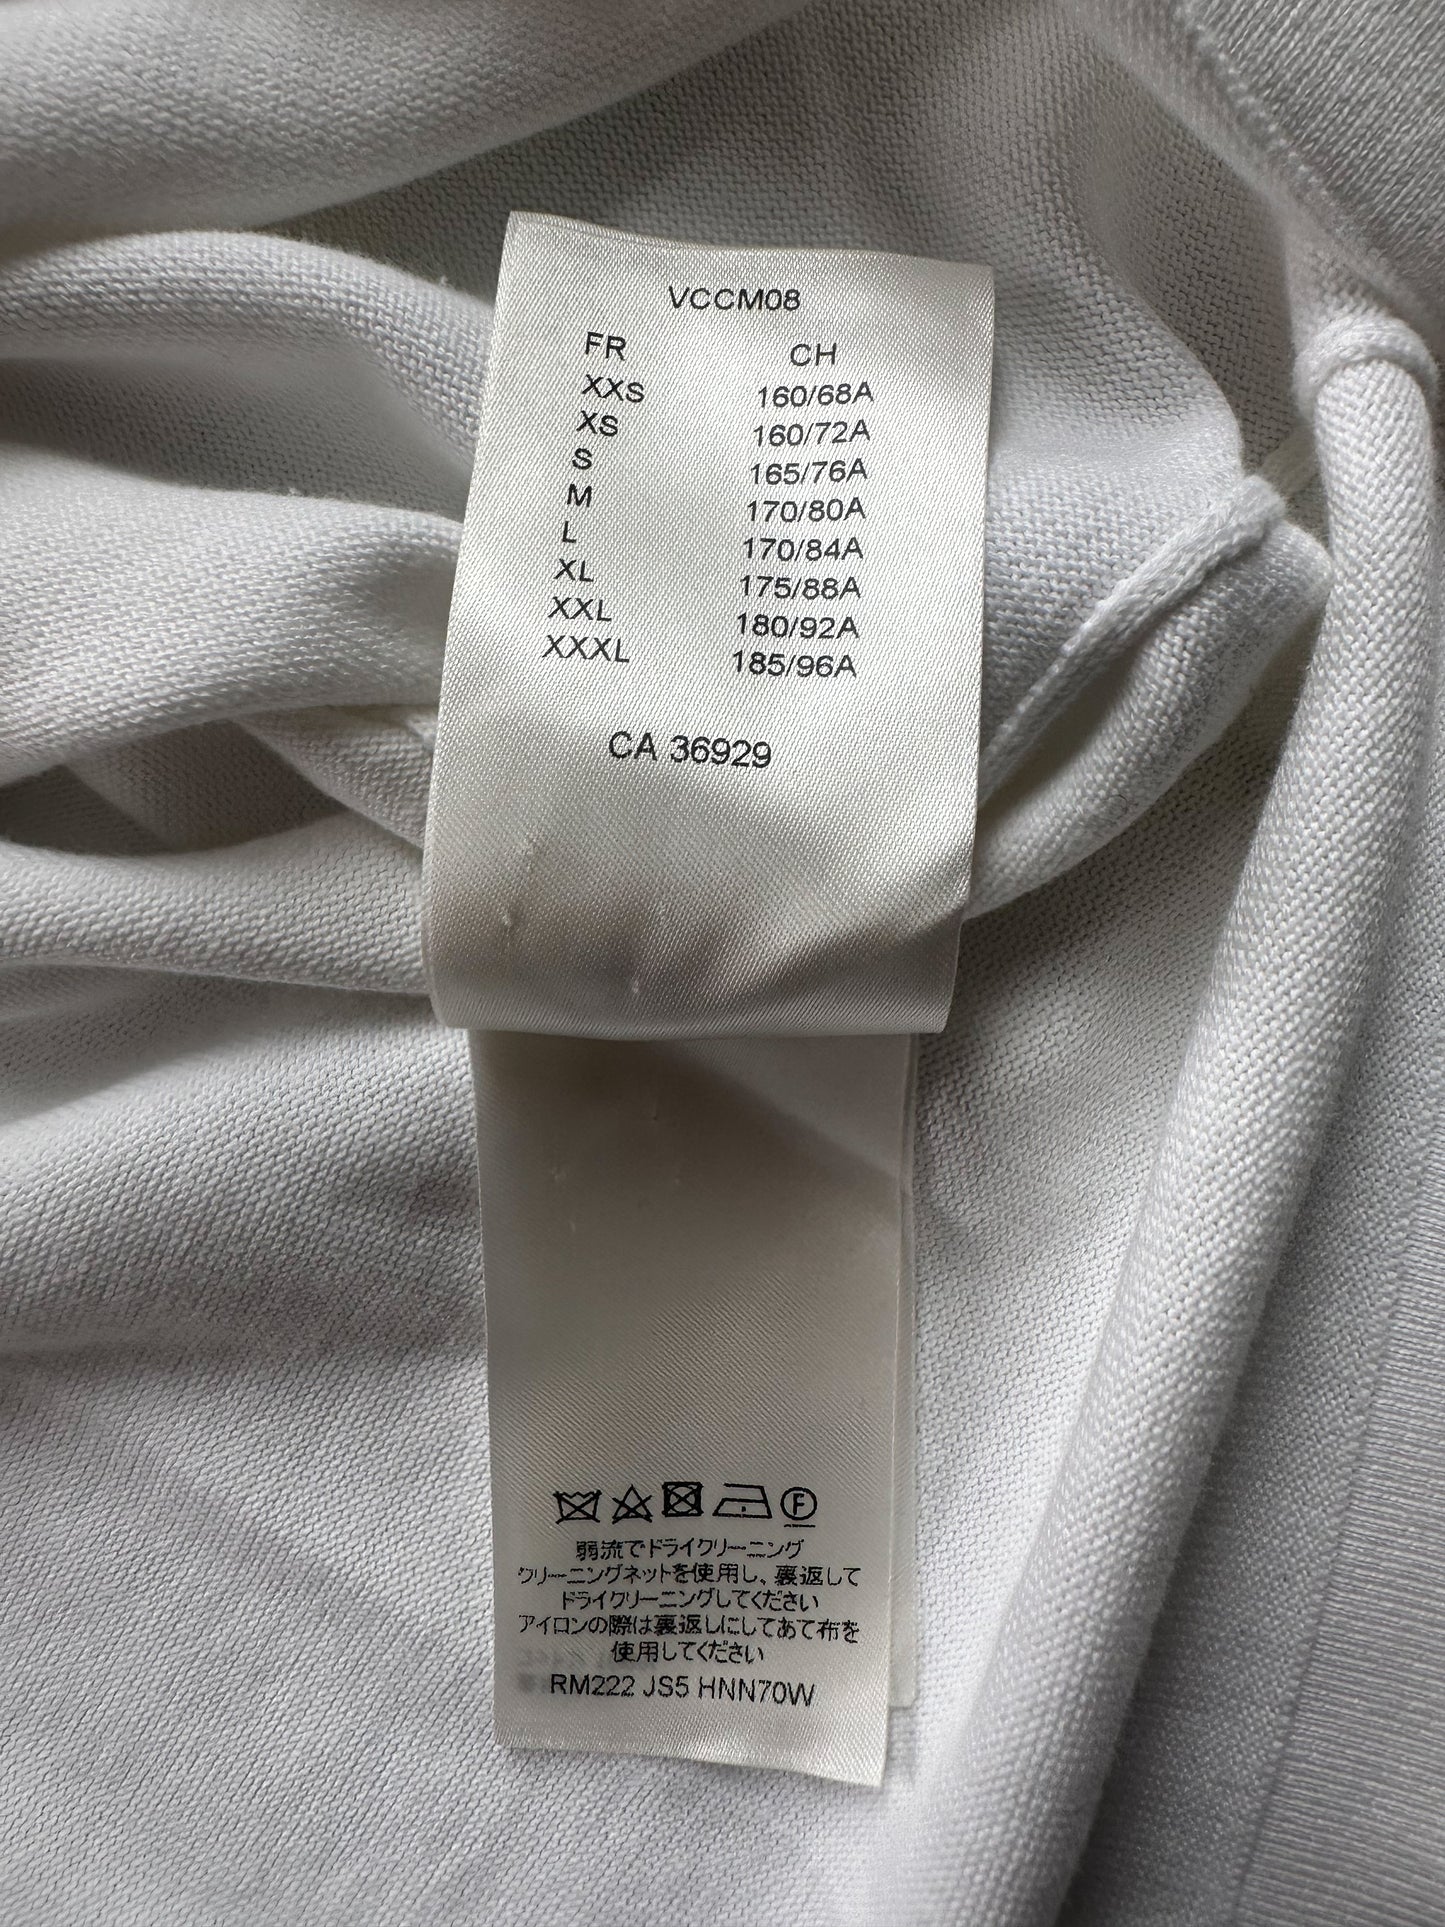 VCCM08
FR CH
XXS 160/68A
XS 160/72A
S 165/76A
M 170/80A
L 170/84A
XL 175/88A
XXL 180/92A
XXXL 185/96A
CA 36929
F
弱流でドライクリーニング
クリーニングネットを使用し、裏返して
ドライクリーニングしてください
アイロンの際は裏返しにしてあて布を
使用してください
RM222 JS5 HNN70W